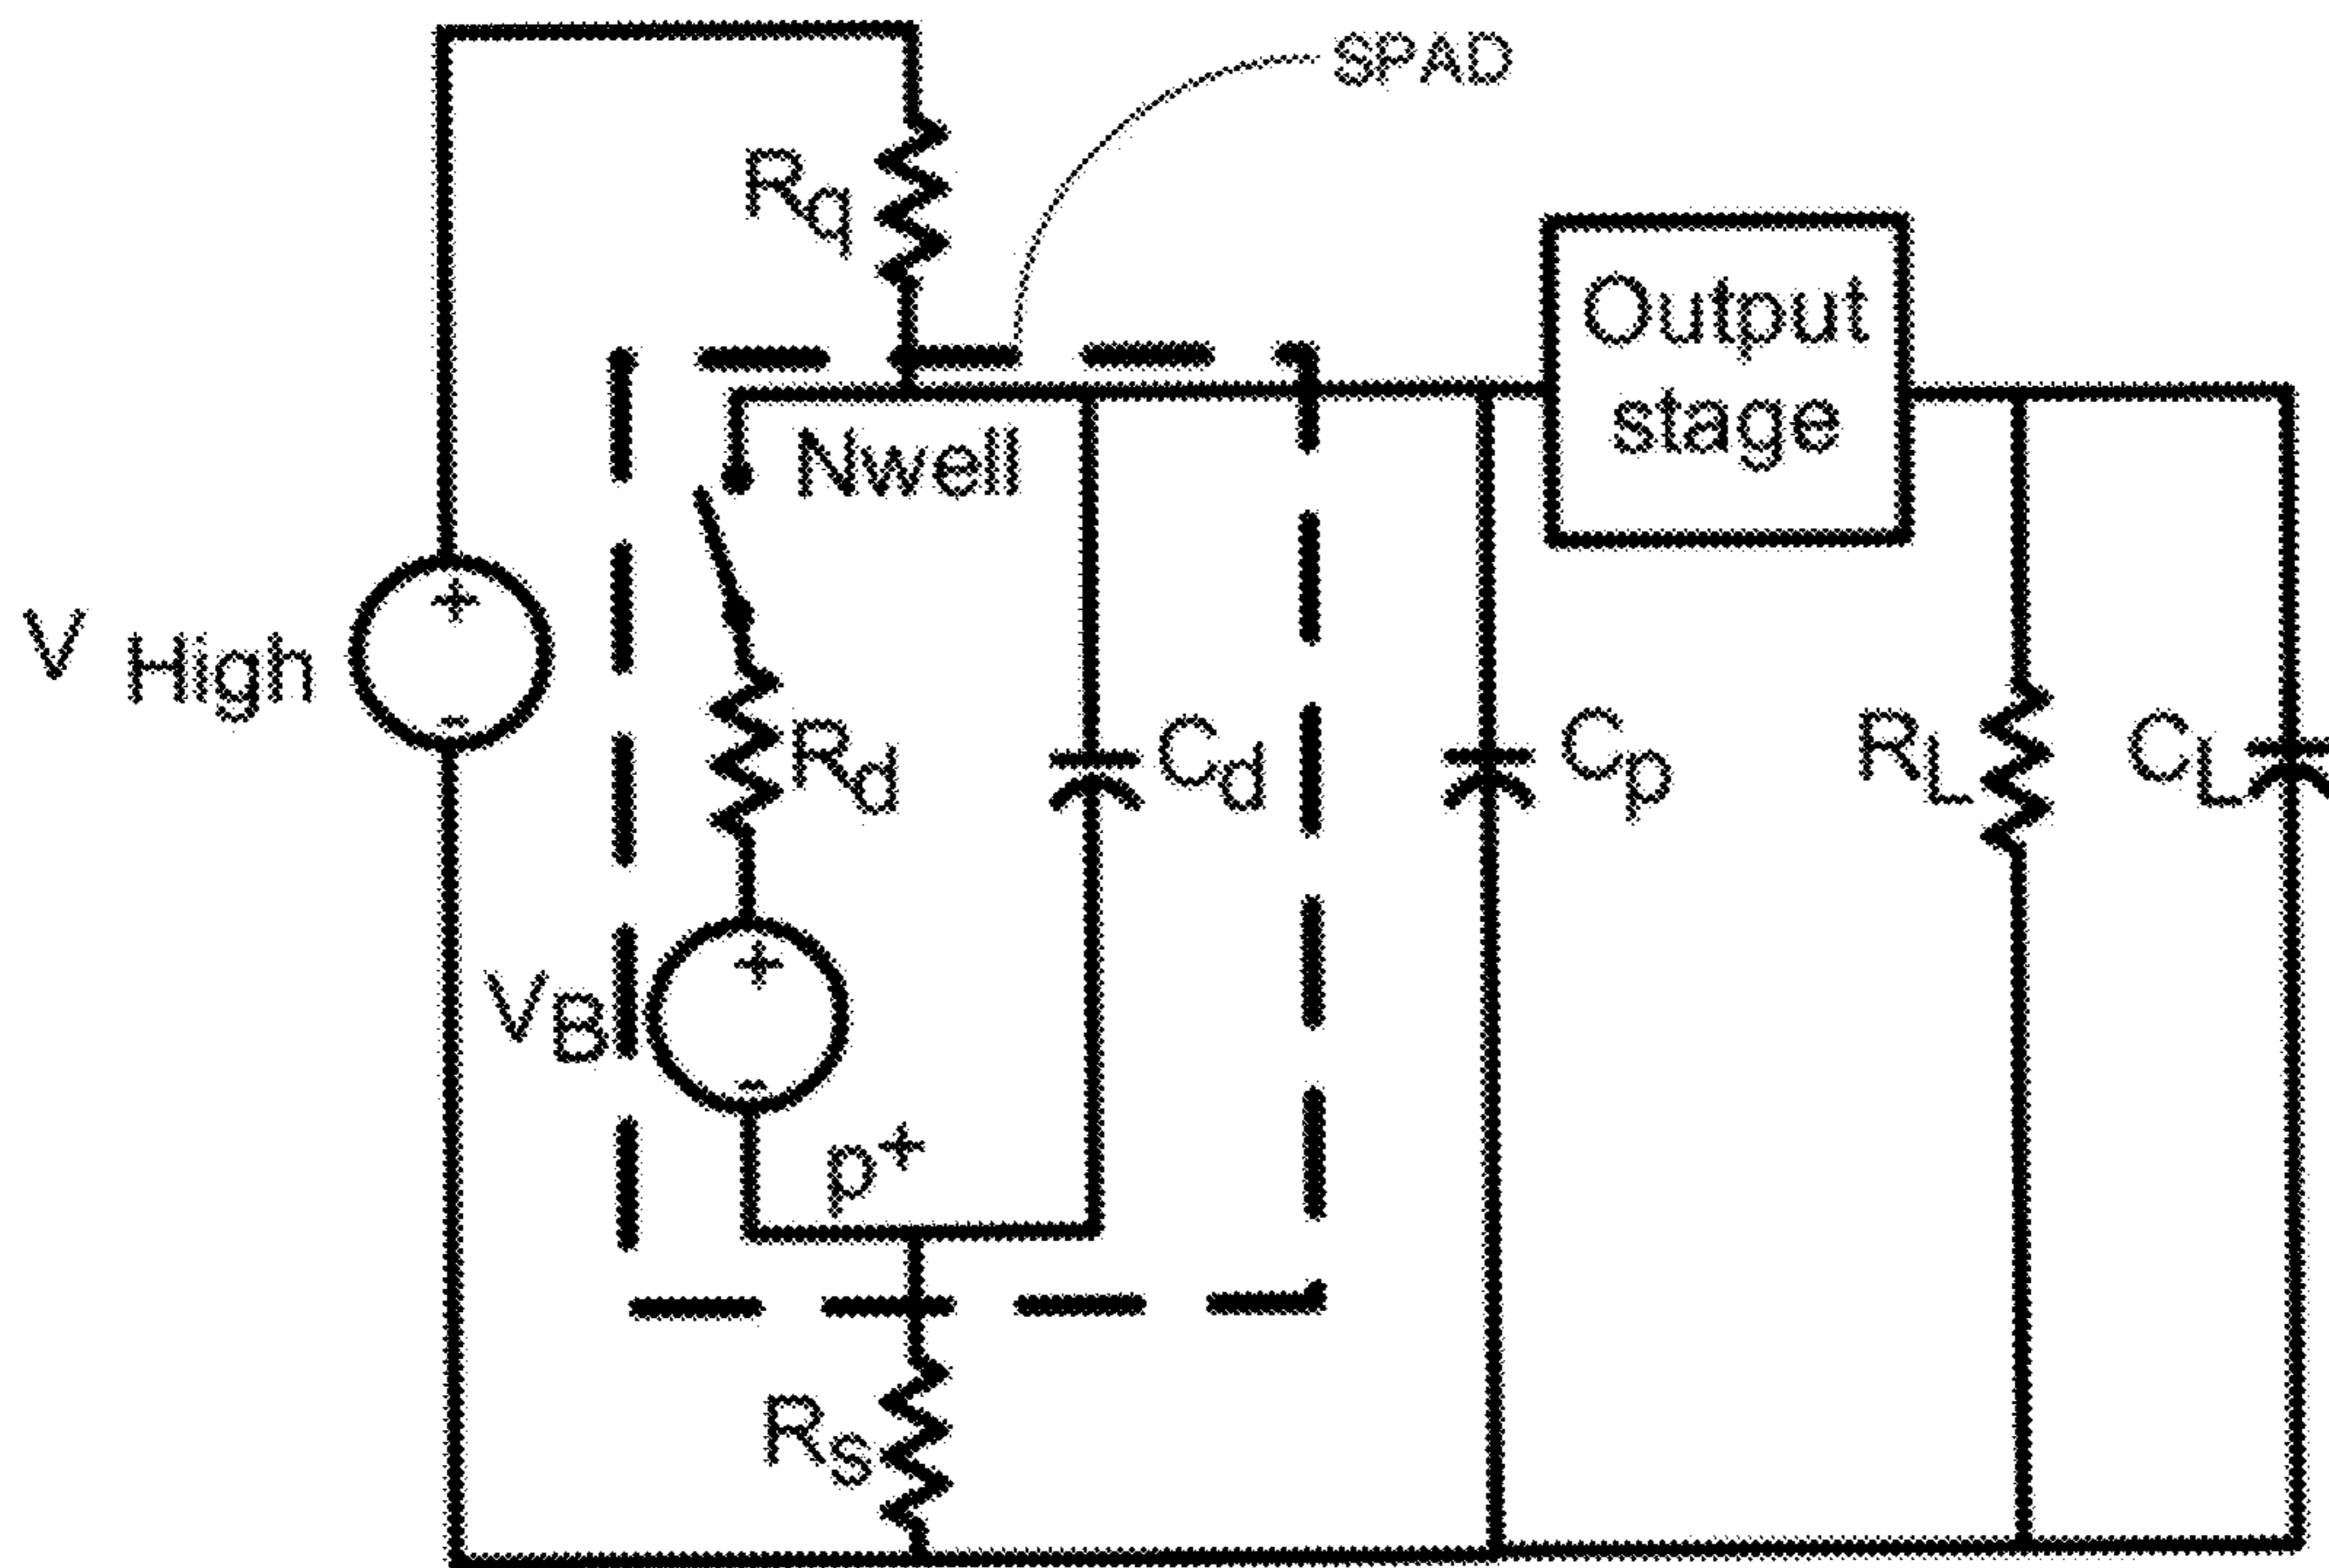 SPAD
Rq
Output
stage
Nwell
+
V High
-
Rd
Cd
Cp
RL
CL
+
VB
-
p+
Rs